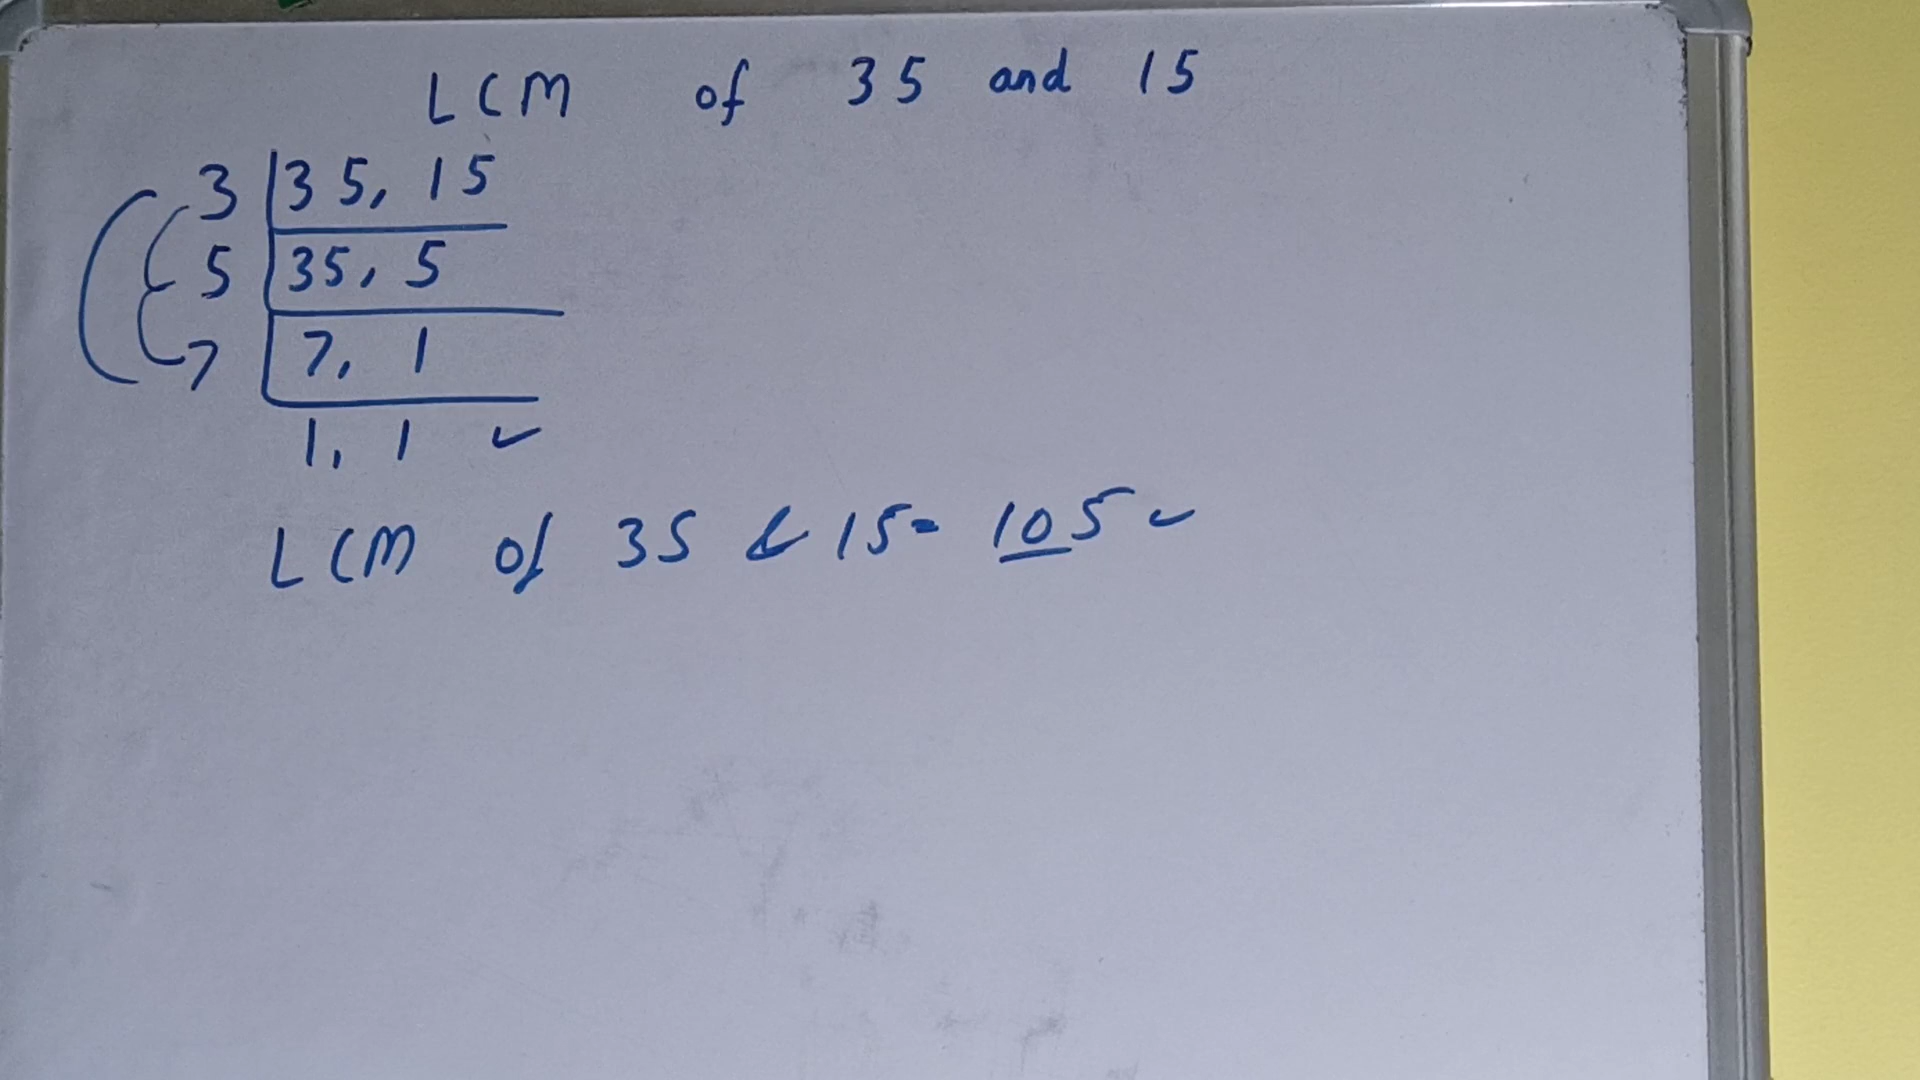 LCM of 35 and 15
3 | 35, 15
5 | 35, 5
7 | 7, 1
1, 1 ✓
LCM of 35 & 15 = 105 ✓